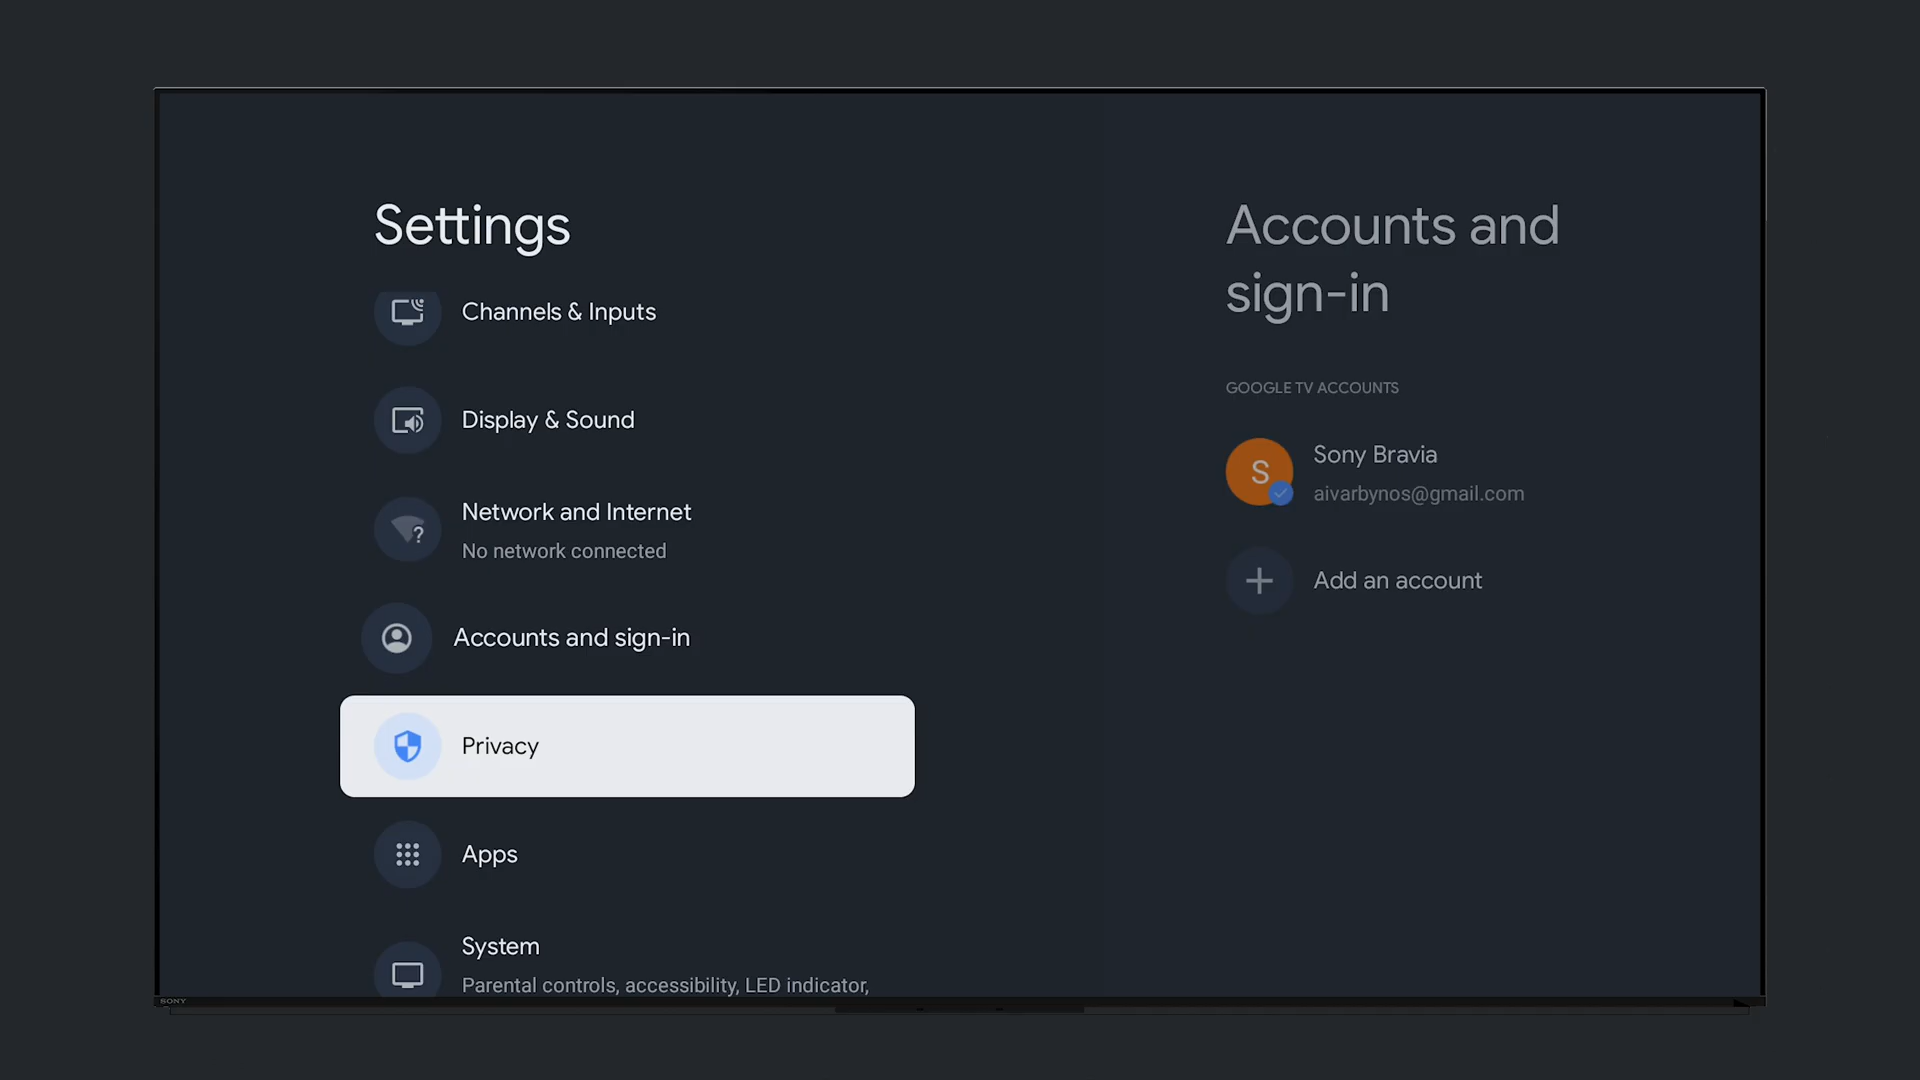 Settings
Channels & Inputs
Display & Sound
Network and Internet
No network connected
Accounts and sign-in
Privacy
Apps
System
Parental controls, accessibility, LED indicator,
Accounts and
sign-in
GOOGLE TV ACCOUNTS
S
Sony Bravia
aivarbynos@gmail.com
Add an account
SONY